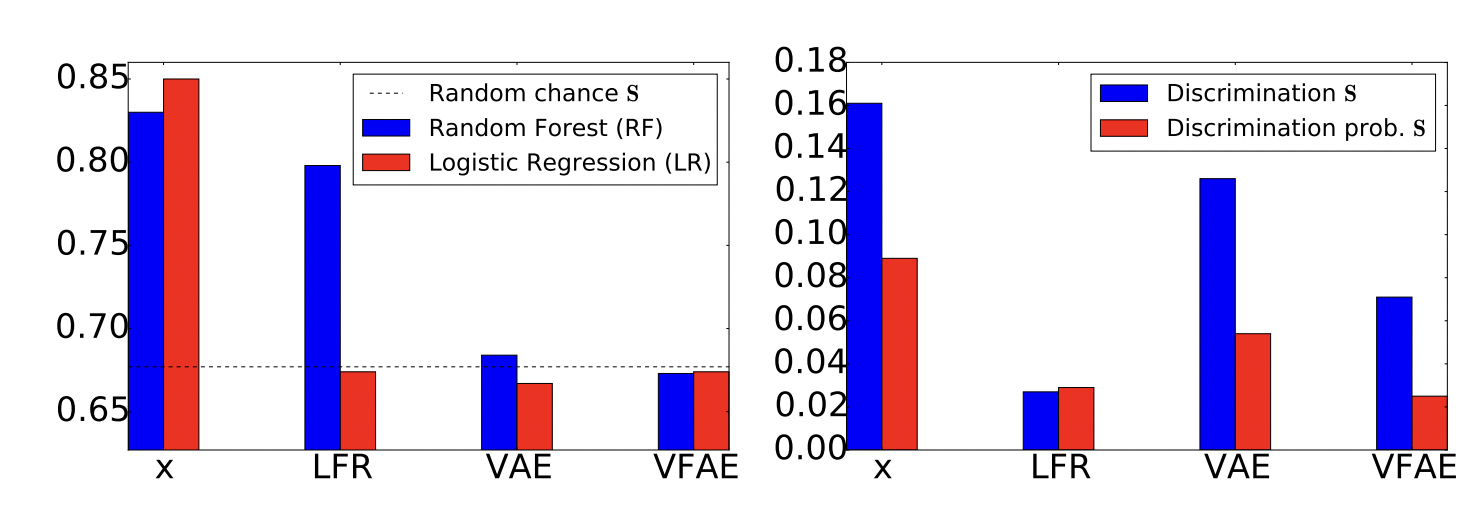 0.85
0.80
0.75
0.70
0.65
Random chance S
Random Forest (RF)
Logistic Regression (LR)
x LFR VAE VFAE
0.18
0.16
0.14
0.12
0.10
0.08
0.06
0.04
0.02
0.00
Discrimination S
Discrimination prob. S
x LFR VAE VFAE